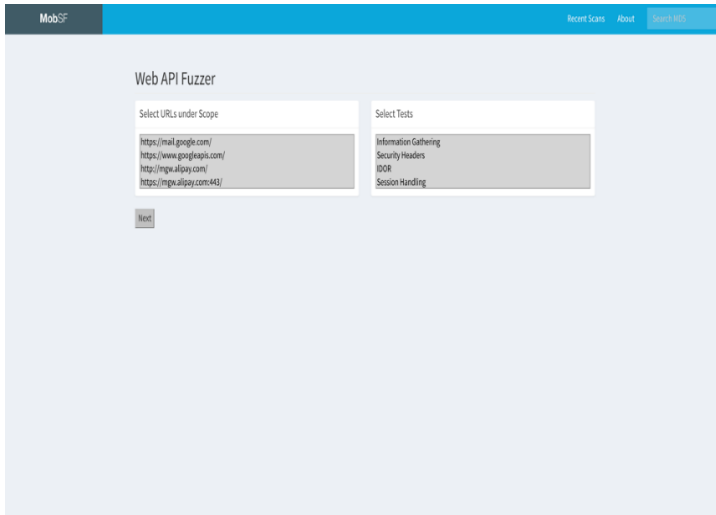 MobSF
Recent Scans About Search MD5
Web API Fuzzer
Select URLs under Scope
https://mail.google.com/
https://www.googleapis.com/
http://mgw.alipay.com/
https://mgw.alipay.com:443/
Select Tests
Information Gathering
Security Headers
IDOR
Session Handling
Next